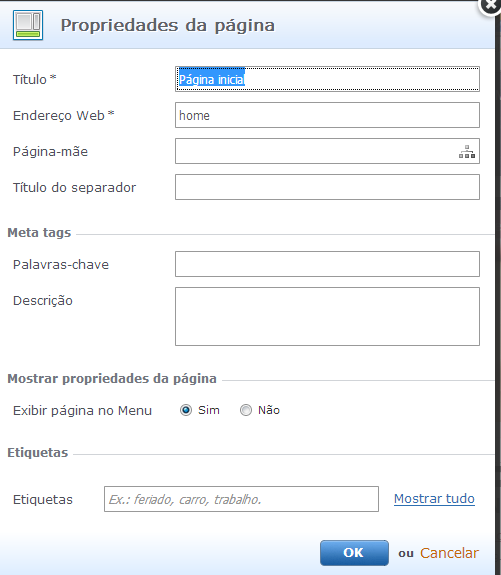 Propriedades da página
Título * Página inicial
Endereço Web * home
Página-mãe
Título do separador
Meta tags
Palavras-chave
Descrição
Mostrar propriedades da página
Exibir página no Menu Sim Não
Etiquetas
Etiquetas Ex.: feriado, carro, trabalho. Mostrar tudo
OK ou Cancelar